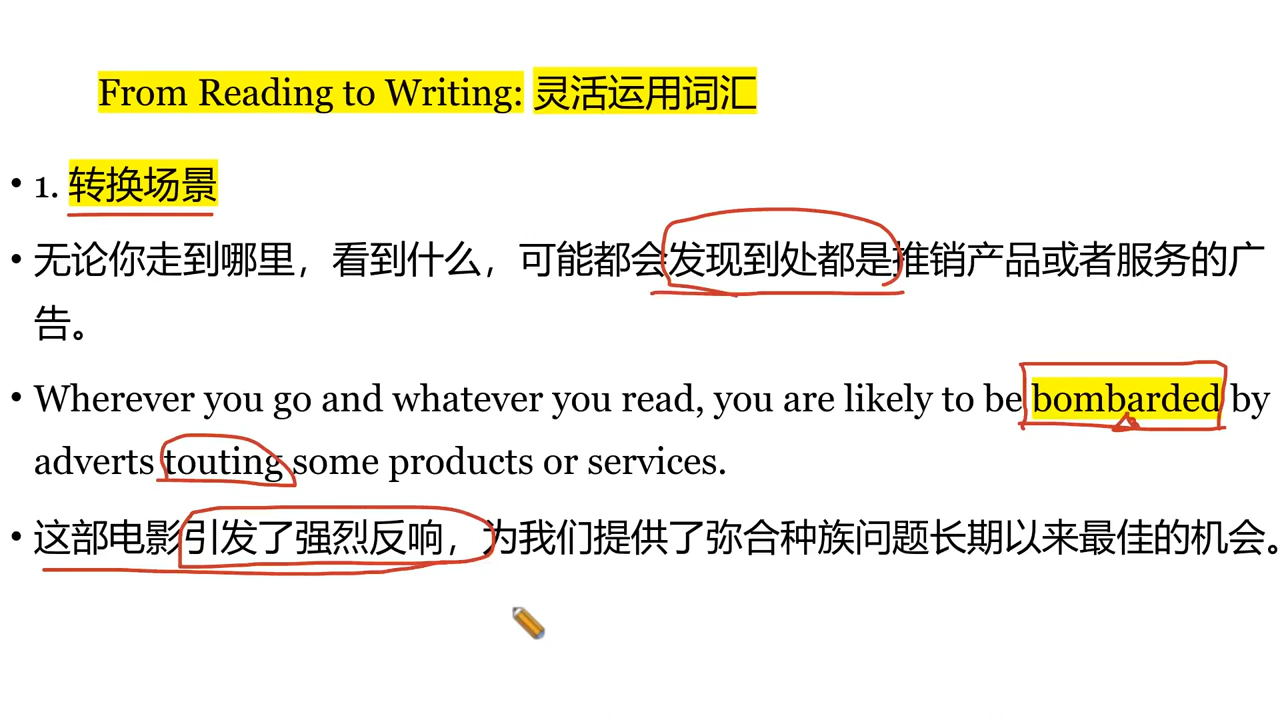 From Reading to Writing: 灵活运用词汇
• 1. 转换场景
• 无论你走到哪里，看到什么，可能都会发现到处都是推销产品或者服务的广
告。
• Wherever you go and whatever you read, you are likely to be bombarded by
adverts touting some products or services.
• 这部电影引发了强烈反响，为我们提供了弥合种族问题长期以来最佳的机会。